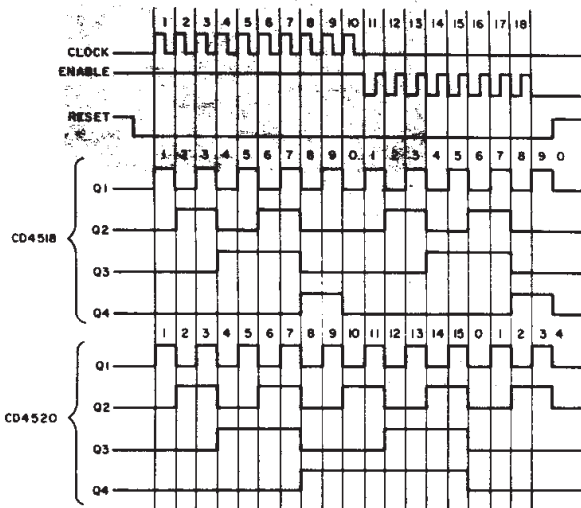 1 2 3 4 5 6 7 8 9 10 11 12 13 14 15 16 17 18
CLOCK
ENABLE
RESET
1 2 3 4 5 6 7 8 9 0 1 2 3 4 5 6 7 8 9 0
Q1
Q2
CD4518
Q3
Q4
1 2 3 4 5 6 7 8 9 10 11 12 13 14 15 0 1 2 3 4
Q1
Q2
CD4520
Q3
Q4